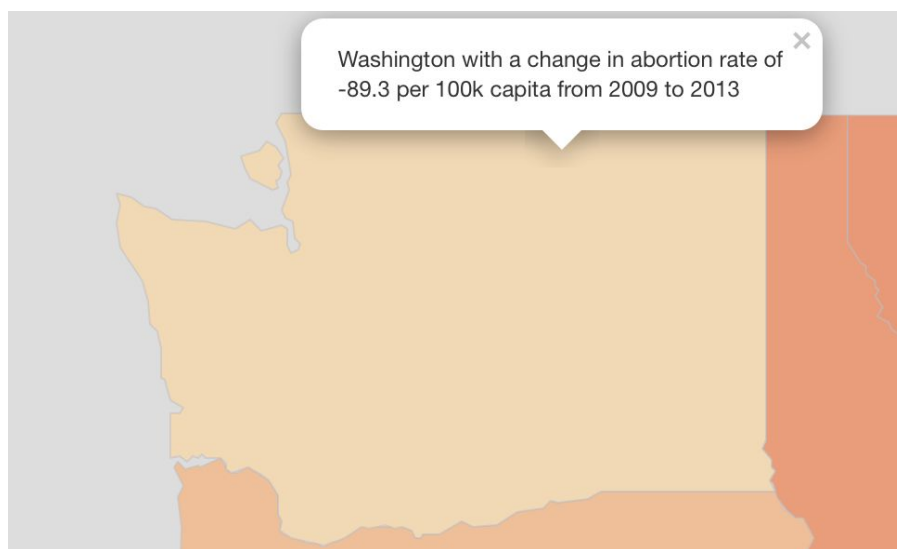 Washington with a change in abortion rate of
-89.3 per 100k capita from 2009 to 2013